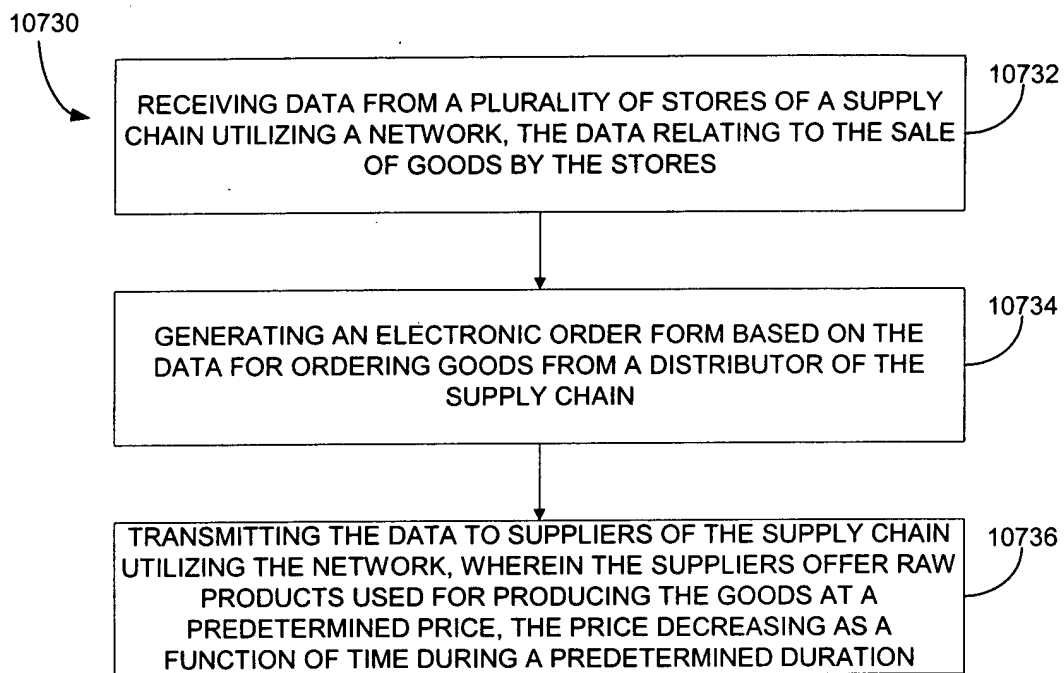 10730
10732
RECEIVING DATA FROM A PLURALITY OF STORES OF A SUPPLY
CHAIN UTILIZING A NETWORK, THE DATA RELATING TO THE SALE
OF GOODS BY THE STORES
10734
GENERATING AN ELECTRONIC ORDER FORM BASED ON THE
DATA FOR ORDERING GOODS FROM A DISTRIBUTOR OF THE
SUPPLY CHAIN
10736
TRANSMITTING THE DATA TO SUPPLIERS OF THE SUPPLY CHAIN
UTILIZING THE NETWORK, WHEREIN THE SUPPLIERS OFFER RAW
PRODUCTS USED FOR PRODUCING THE GOODS AT A
PREDETERMINED PRICE, THE PRICE DECREASING AS A
FUNCTION OF TIME DURING A PREDETERMINED DURATION